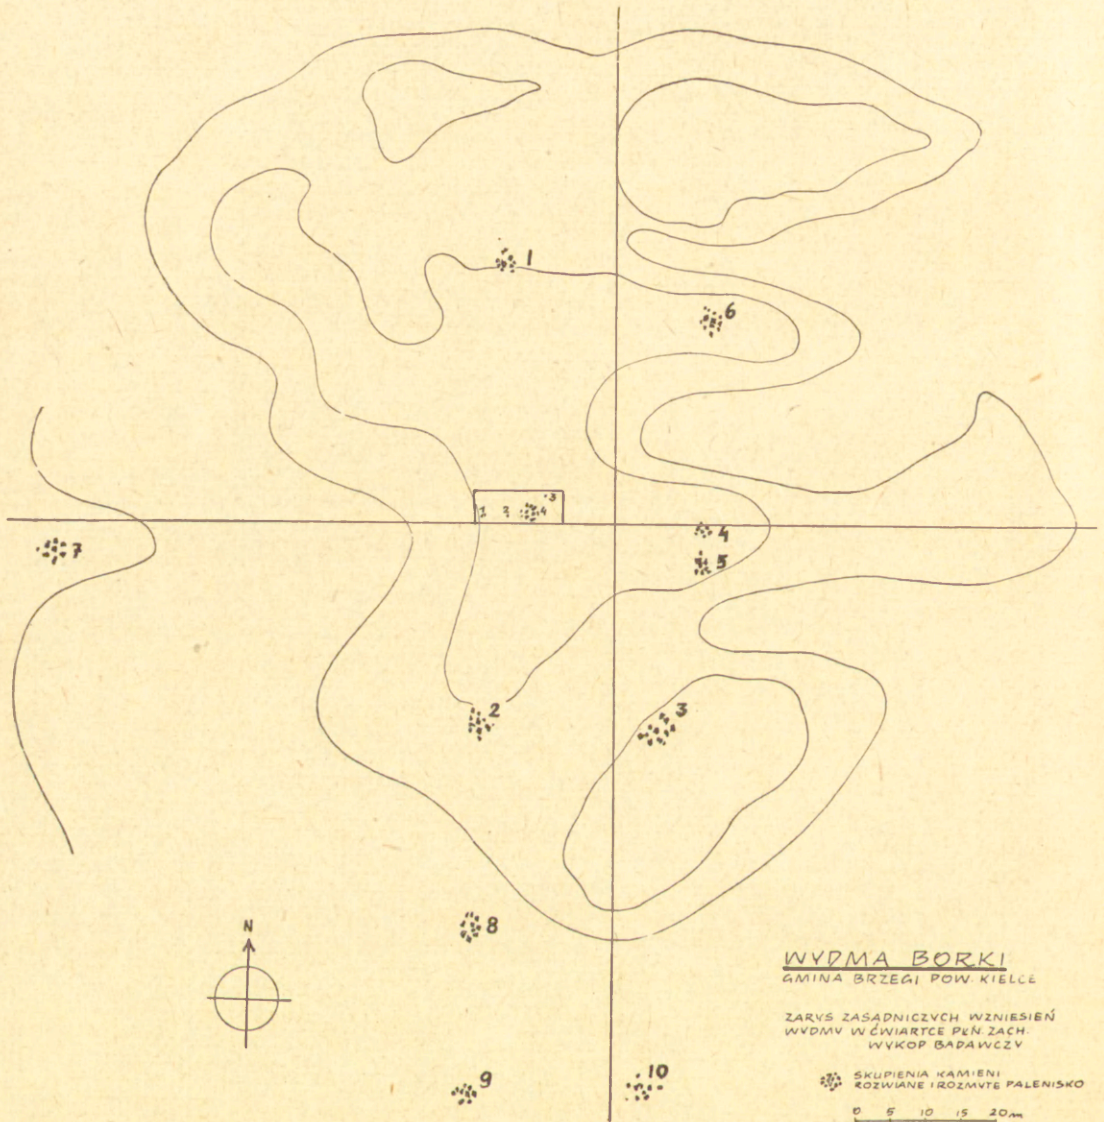 1
6
1 2 3 4
7
4
5
2
3
8
N
WYDMA BORKI
GMINA BRZEGI POW. KIELCE
ZARYS ZASADNICZYCH WZNIESIEŃ
WYDMY W ĆWIARTCE PŁN. ZACH.
WYKOP BADAWCZY
SKUPIENIA KAMIENI
ROZWIANE I ROZMYTE PALENISKO
9
10
0 5 10 15 20m